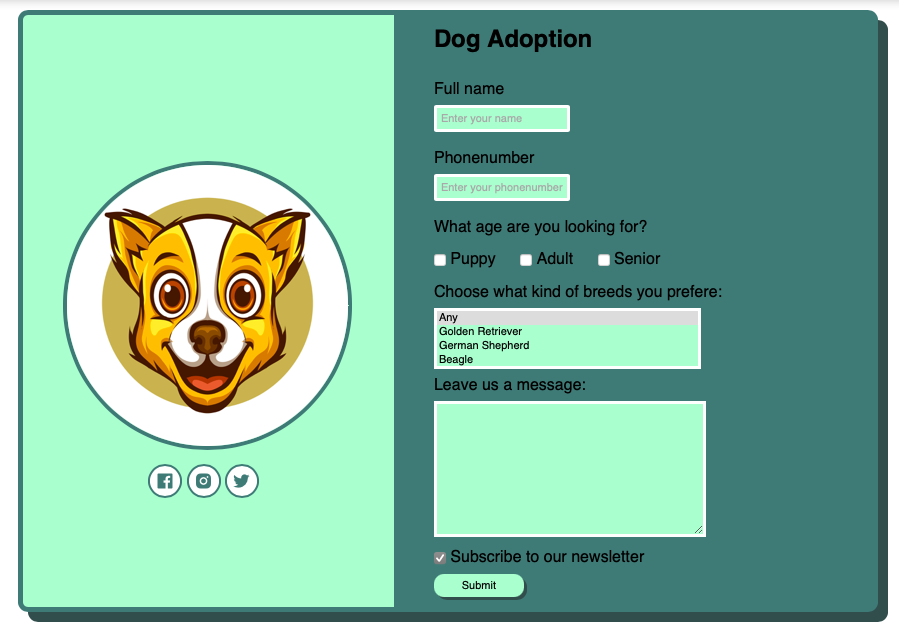 Dog Adoption
Full name
Enter your name
Phonenumber
Enter your phonenumber
What age are you looking for?
Puppy Adult Senior
Choose what kind of breeds you prefere:
Any
Golden Retriever
German Shepherd
Beagle
Leave us a message:
Subscribe to our newsletter
Submit